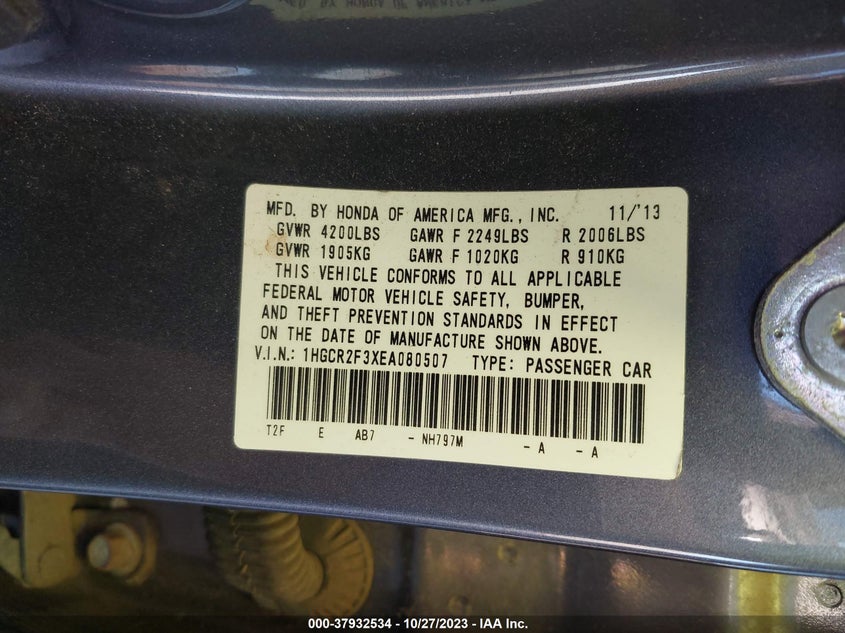 MFD. BY HONDA OF AMERICA MFG., INC. 11/'13
GVWR 4200LBS GAWR F 2249LBS R 2006LBS
GVWR 1905KG GAWR F 1020KG R 910KG
THIS VEHICLE CONFORMS TO ALL APPLICABLE
FEDERAL MOTOR VEHICLE SAFETY, BUMPER,
AND THEFT PREVENTION STANDARDS IN EFFECT
ON THE DATE OF MANUFACTURE SHOWN ABOVE.
V.I.N.: 1HGCR2F3XEA080507 TYPE: PASSENGER CAR
T2F E AB7 - NH797M - A - A
000-37932534 - 10/27/2023 - IAA Inc.